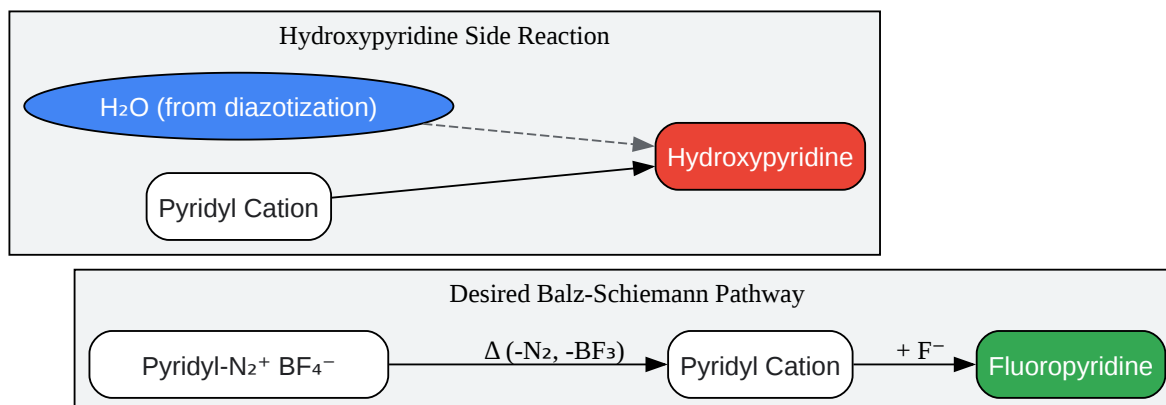 Hydroxypyridine Side Reaction
H₂O (from diazotization)
Hydroxypyridine
Pyridyl Cation
Desired Balz-Schiemann Pathway
Pyridyl-N₂⁺ BF₄⁻
Δ (-N₂, -BF₃)
Pyridyl Cation
+ F⁻
Fluoropyridine